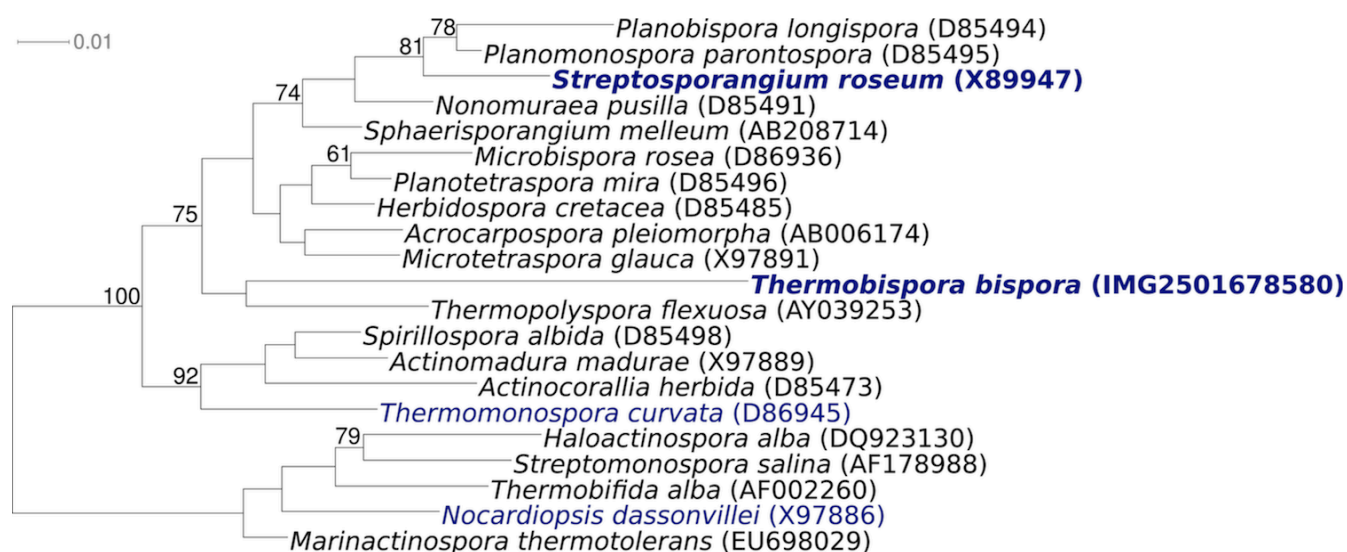 0.01
78
Planobispora longispora (D85494)
81
Planomonospora parontospora (D85495)
Streptosporangium roseum (X89947)
74
Nonomuraea pusilla (D85491)
Sphaerisporangium melleum (AB208714)
61
Microbispora rosea (D86936)
Planotetraspora mira (D85496)
75
Herbidospora cretacea (D85485)
Acrocarpospora pleiomorpha (AB006174)
Microtetraspora glauca (X97891)
Thermobispora bispora (IMG2501678580)
100
Thermopolyspora flexuosa (AY039253)
Spirillospora albida (D85498)
Actinomadura madurae (X97889)
92
Actinocorallia herbida (D85473)
Thermomonospora curvata (D86945)
79
Haloactinospora alba (DQ923130)
Streptomonospora salina (AF178988)
Thermobifida alba (AF002260)
Nocardiopsis dassonvillei (X97886)
Marinactinospora thermotolerans (EU698029)